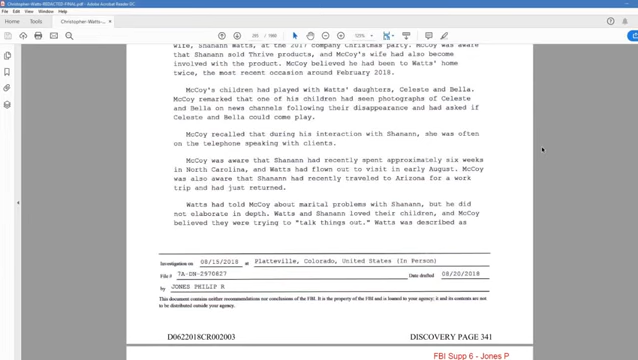 Christopher-Watts-REDACTED-FINAL.pdf - Adobe Acrobat Reader DC
File Edit View Window Help
Home Tools Christopher-Watts-...
wife, Shanann Watts, at the 2017 company Christmas party. McCoy was aware
that Shanann sold Thrive products, and McCoy's wife had also become
involved with the product. McCoy believed he had been to Watts' home
twice, the most recent occasion around February 2018.
McCoy's children had played with Watts' daughters, Celeste and Bella.
McCoy remarked that one of his children had seen photographs of Celeste
and Bella on news channels following their disappearance and had asked if
Celeste and Bella could come play.
McCoy recalled that during his interaction with Shanann, she was often
on the telephone speaking with clients.
McCoy was aware that Shanann had recently spent approximately six weeks
in North Carolina, and Watts had flown out to visit in early August. McCoy
was also aware that Shanann had recently traveled to Arizona for a work
trip and had just returned.
Watts had told McCoy about marital problems with Shanann, but he did
not elaborate in depth. Watts and Shanann loved their children, and McCoy
believed they were trying to "talk things out." Watts was described as
Investigation on 08/15/2018 at Platteville, Colorado, United States (In Person)
File # 7A-DN-2970827 Date drafted 08/20/2018
by JONES PHILIP R
This document contains neither recommendations nor conclusions of the FBI. It is the property of the FBI and is loaned to your agency; it and its contents are not
to be distributed outside your agency.
D0622018CR002003 DISCOVERY PAGE 341
FBI Supp 6 - Jones P